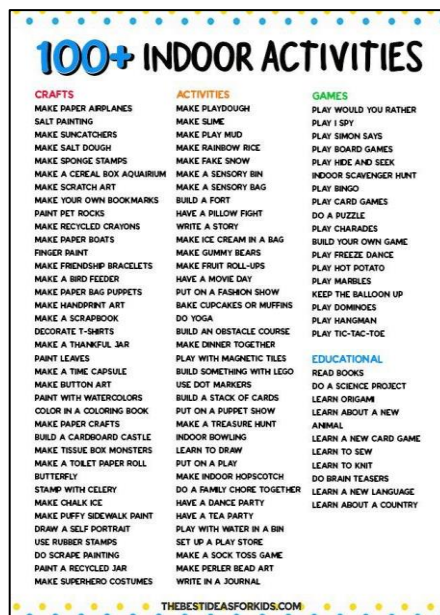 100+ INDOOR ACTIVITIES
CRAFTS
MAKE PAPER AIRPLANES
SALT PAINTING
MAKE SUNCATCHERS
MAKE SALT DOUGH
MAKE SPONGE STAMPS
MAKE A CEREAL BOX AQUAIRIUM
MAKE SCRATCH ART
MAKE YOUR OWN BOOKMARKS
PAINT PET ROCKS
MAKE RECYCLED CRAYONS
MAKE PAPER BOATS
FINGER PAINT
MAKE FRIENDSHIP BRACELETS
MAKE A BIRD FEEDER
MAKE PAPER BAG PUPPETS
MAKE HANDPRINT ART
MAKE A SCRAPBOOK
DECORATE T-SHIRTS
MAKE A THANKFUL JAR
PAINT LEAVES
MAKE A TIME CAPSULE
MAKE BUTTON ART
PAINT WITH WATERCOLORS
COLOR IN A COLORING BOOK
MAKE PAPER CRAFTS
BUILD A CARDBOARD CASTLE
MAKE TISSUE BOX MONSTERS
MAKE A TOILET PAPER ROLL
BUTTERFLY
STAMP WITH CELERY
MAKE CHALK ICE
MAKE PUFFY SIDEWALK PAINT
DRAW A SELF PORTRAIT
USE RUBBER STAMPS
DO SCRAPE PAINTING
PAINT A RECYCLED JAR
MAKE SUPERHERO COSTUMES
ACTIVITIES
MAKE PLAYDOUGH
MAKE SLIME
MAKE PLAY MUD
MAKE RAINBOW RICE
MAKE FAKE SNOW
MAKE A SENSORY BIN
MAKE A SENSORY BAG
BUILD A FORT
HAVE A PILLOW FIGHT
WRITE A STORY
MAKE ICE CREAM IN A BAG
MAKE GUMMY BEARS
MAKE FRUIT ROLL-UPS
HAVE A MOVIE DAY
PUT ON A FASHION SHOW
BAKE CUPCAKES OR MUFFINS
DO YOGA
BUILD AN OBSTACLE COURSE
MAKE DINNER TOGETHER
PLAY WITH MAGNETIC TILES
BUILD SOMETHING WITH LEGO
USE DOT MARKERS
BUILD A STACK OF CARDS
PUT ON A PUPPET SHOW
MAKE A TREASURE HUNT
INDOOR BOWLING
LEARN TO DRAW
PUT ON A PLAY
MAKE INDOOR HOPSCOTCH
DO A FAMILY CHORE TOGETHER
HAVE A DANCE PARTY
HAVE A TEA PARTY
PLAY WITH WATER IN A BIN
SET UP A PLAY STORE
MAKE A SOCK TOSS GAME
MAKE PERLER BEAD ART
WRITE IN A JOURNAL
GAMES
PLAY WOULD YOU RATHER
PLAY I SPY
PLAY SIMON SAYS
PLAY BOARD GAMES
PLAY HIDE AND SEEK
INDOOR SCAVENGER HUNT
PLAY BINGO
PLAY CARD GAMES
DO A PUZZLE
PLAY CHARADES
BUILD YOUR OWN GAME
PLAY FREEZE DANCE
PLAY HOT POTATO
PLAY MARBLES
KEEP THE BALLOON UP
PLAY DOMINOES
PLAY HANGMAN
PLAY TIC-TAC-TOE
EDUCATIONAL
READ BOOKS
DO A SCIENCE PROJECT
LEARN ORIGAMI
LEARN ABOUT A NEW
ANIMAL
LEARN A NEW CARD GAME
LEARN TO SEW
LEARN TO KNIT
DO BRAIN TEASERS
LEARN A NEW LANGUAGE
LEARN ABOUT A COUNTRY
THEBESTIDEASFORKIDS.COM